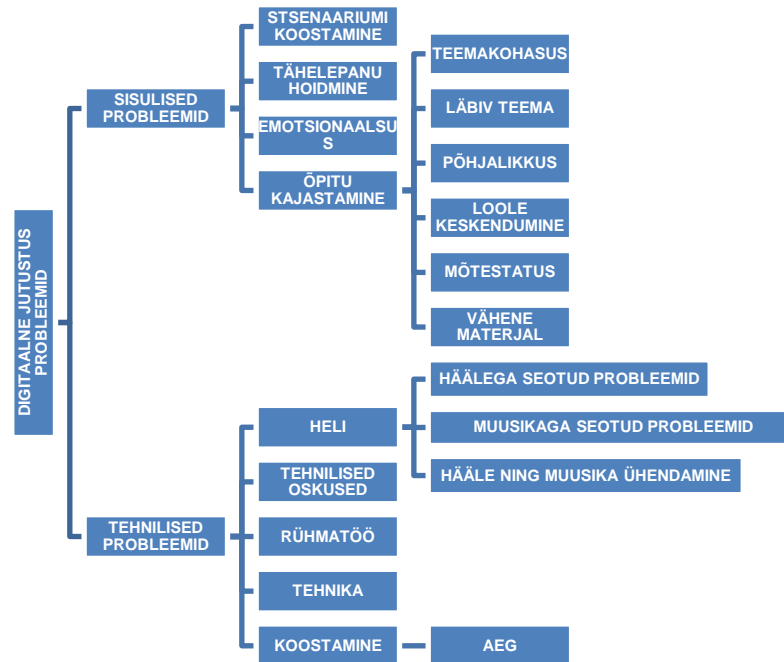 DIGITAALNE JUTUSTUS
PROBLEEMID
SISULISED
PROBLEEMID
STSENAARIUMI
KOOSTAMINE
TÄHELEPANU
HOIDMINE
EMOTSIONAALSU
S
ÕPITU
KAJASTAMINE
TEEMAKOHASUS
LÄBIV TEEMA
PÕHJALIKKUS
LOOLE
KESKENDUMINE
MÕTESTATUS
VÄHENE
MATERJAL
TEHNILISED
PROBLEEMID
HELI
HÄÄLEGA SEOTUD PROBLEEMID
MUUSIKAGA SEOTUD PROBLEEMID
HÄÄLE NING MUUSIKA ÜHENDAMINE
TEHNILISED
OSKUSED
RÜHMATÖÖ
TEHNIKA
KOOSTAMINE
AEG